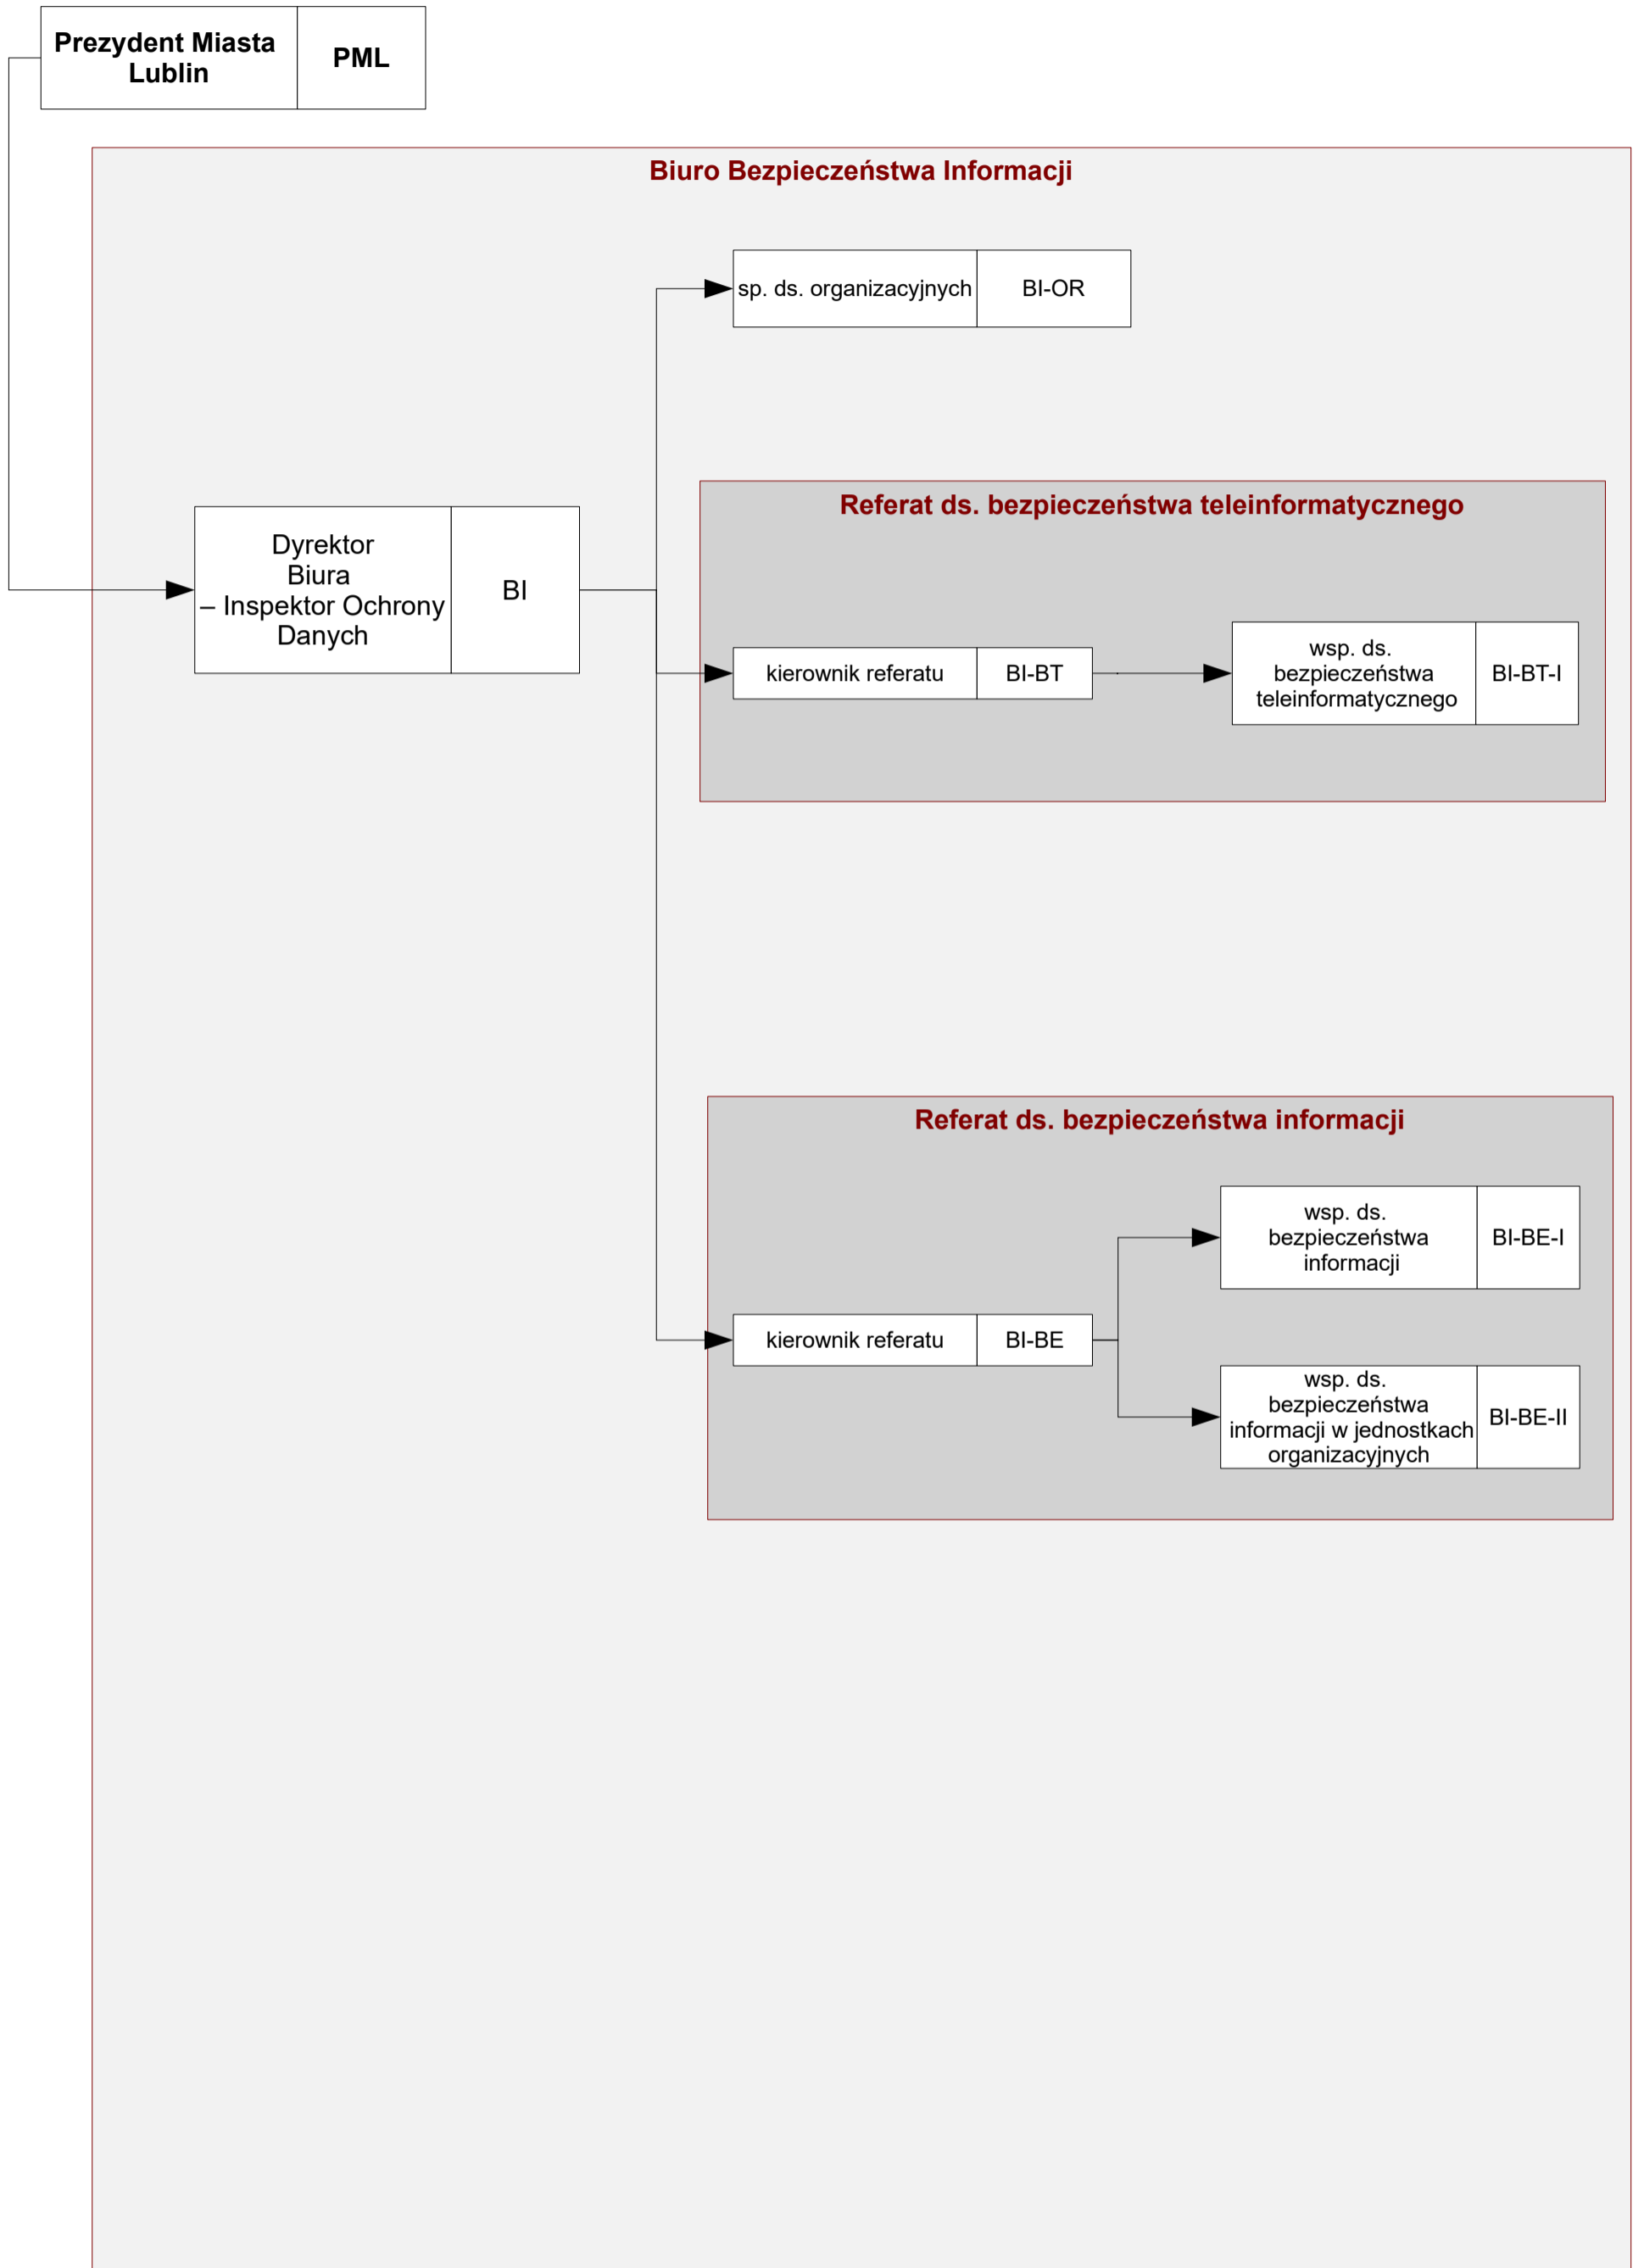 Prezydent Miasta
Lublin
PML
Biuro Bezpieczeństwa Informacji
sp. ds. organizacyjnych
BI-OR
Dyrektor
Biura
– Inspektor Ochrony
Danych
BI
Referat ds. bezpieczeństwa teleinformatycznego
kierownik referatu
BI-BT
wsp. ds.
bezpieczeństwa
teleinformatycznego
BI-BT-I
Referat ds. bezpieczeństwa informacji
kierownik referatu
BI-BE
wsp. ds.
bezpieczeństwa
informacji
BI-BE-I
wsp. ds.
bezpieczeństwa
informacji w jednostkach
organizacyjnych
BI-BE-II